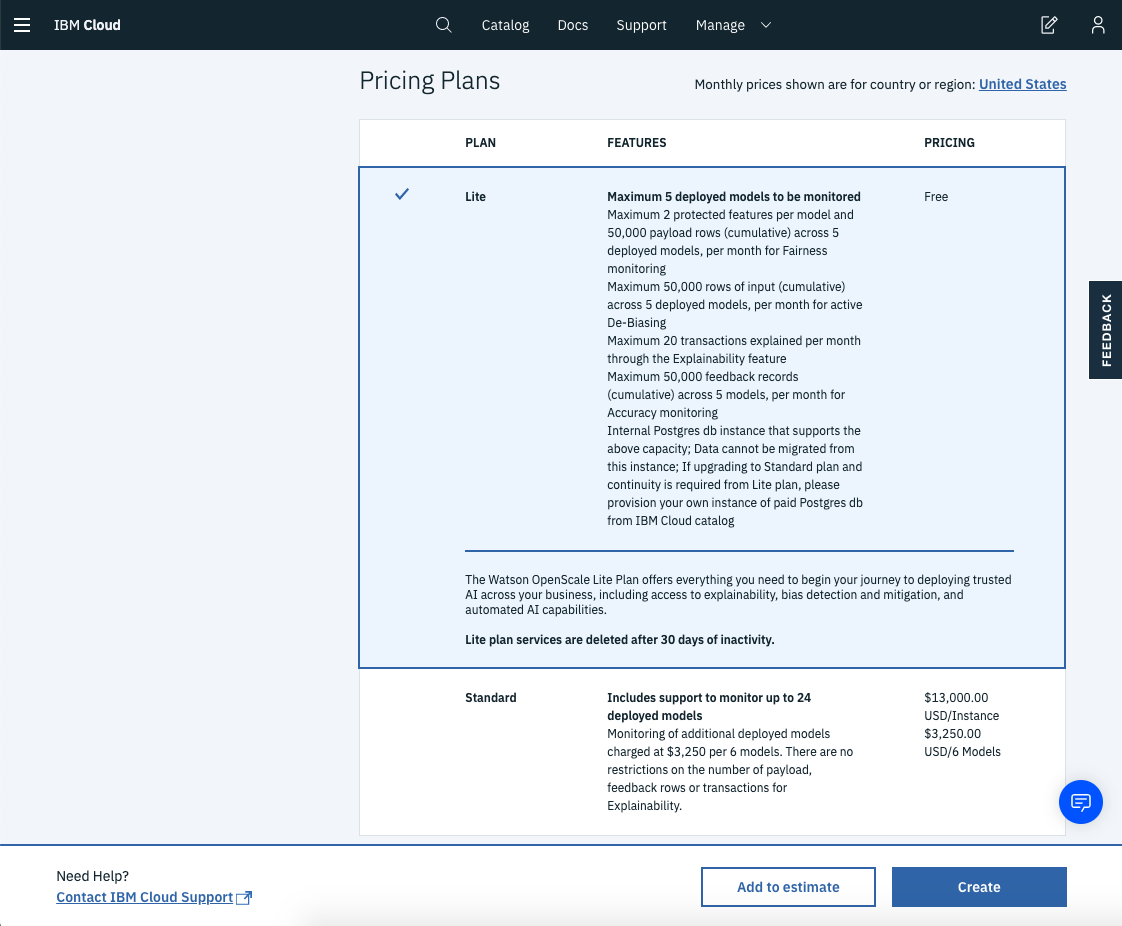 IBM Cloud
Catalog
Docs
Support
Manage
Pricing Plans
Monthly prices shown are for country or region: United States
PLAN
FEATURES
PRICING
Lite
Maximum 5 deployed models to be monitored
Maximum 2 protected features per model and
50,000 payload rows (cumulative) across 5
deployed models, per month for Fairness
monitoring
Maximum 50,000 rows of input (cumulative)
across 5 deployed models, per month for active
De-Biasing
Maximum 20 transactions explained per month
through the Explainability feature
Maximum 50,000 feedback records
(cumulative) across 5 models, per month for
Accuracy monitoring
Internal Postgres db instance that supports the
above capacity; Data cannot be migrated from
this instance; If upgrading to Standard plan and
continuity is required from Lite plan, please
provision your own instance of paid Postgres db
from IBM Cloud catalog
Free
The Watson OpenScale Lite Plan offers everything you need to begin your journey to deploying trusted
AI across your business, including access to explainability, bias detection and mitigation, and
automated AI capabilities.
Lite plan services are deleted after 30 days of inactivity.
Standard
Includes support to monitor up to 24
deployed models
Monitoring of additional deployed models
charged at $3,250 per 6 models. There are no
restrictions on the number of payload,
feedback rows or transactions for
Explainability.
$13,000.00
USD/Instance
$3,250.00
USD/6 Models
FEEDBACK
Need Help?
Contact IBM Cloud Support
Add to estimate
Create